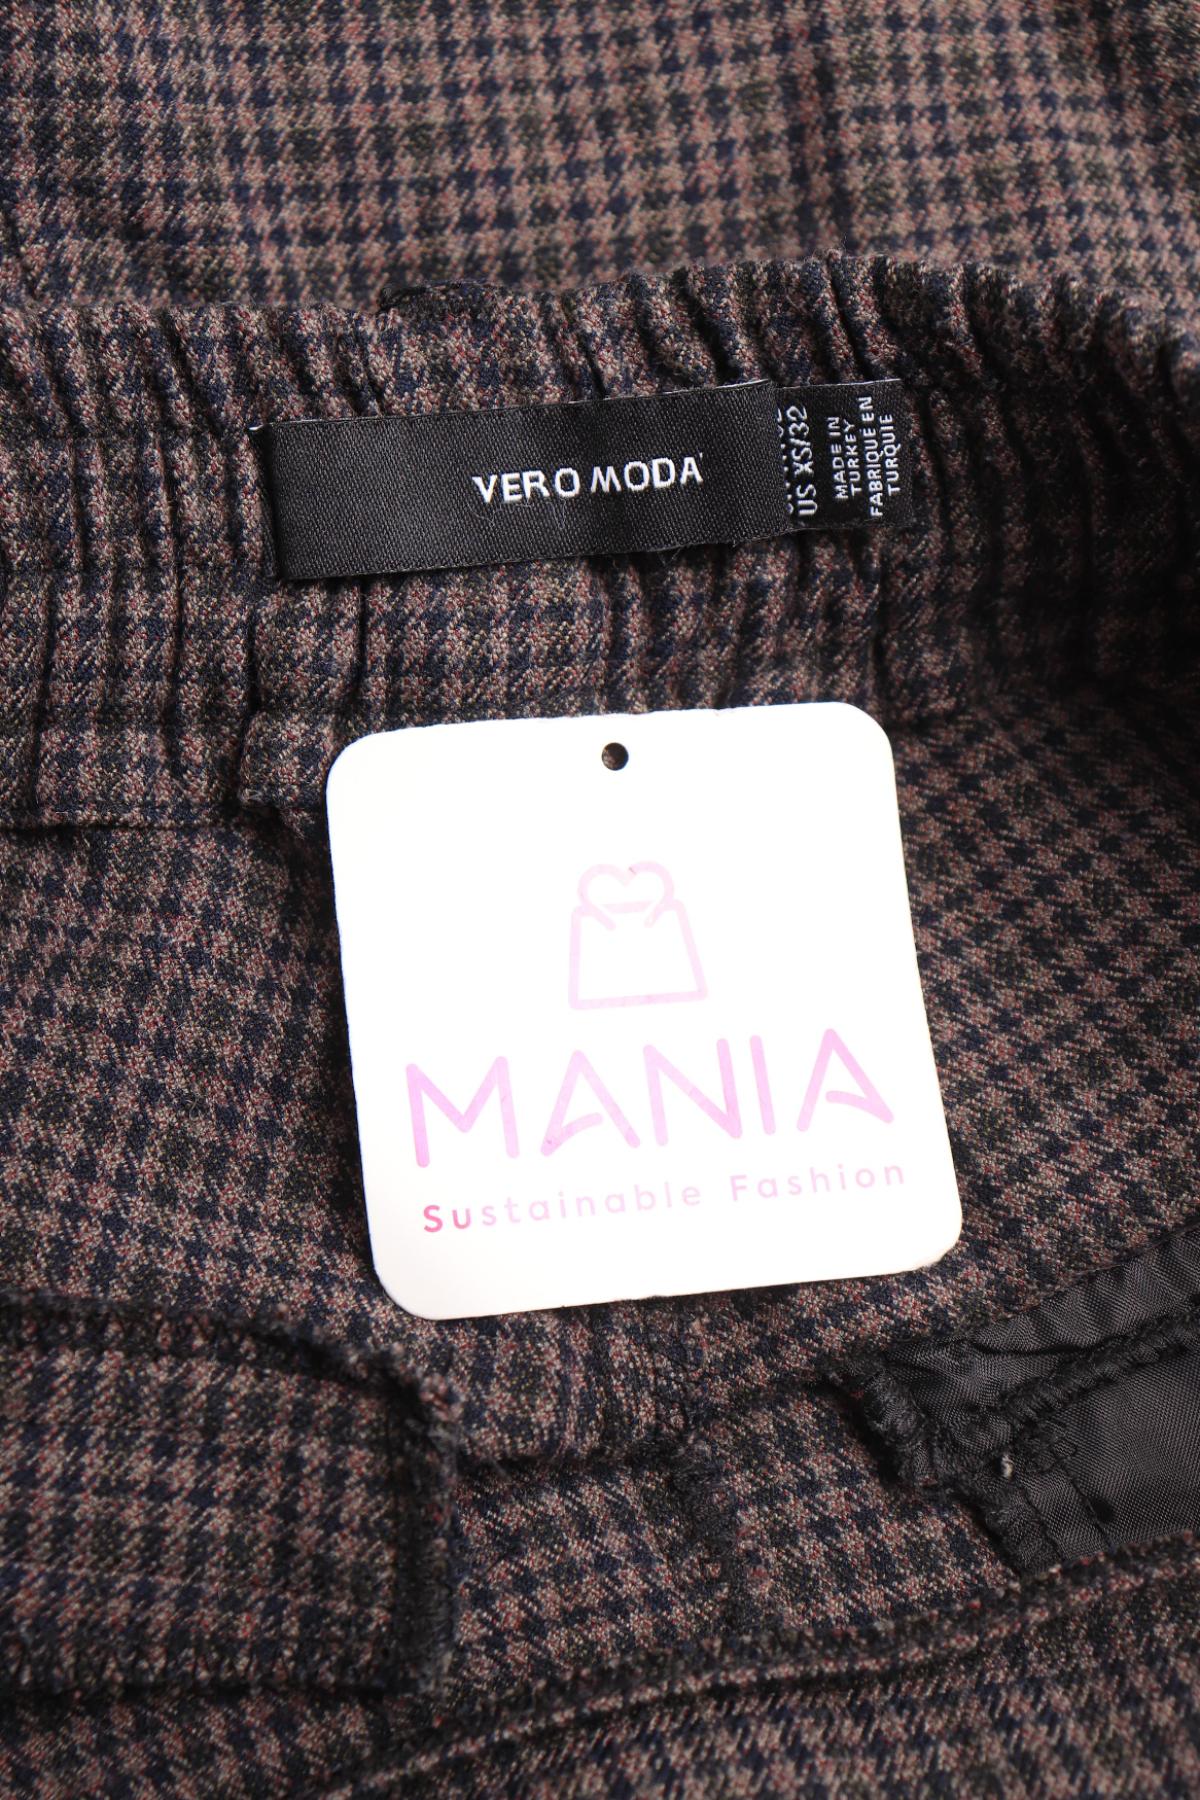 VERO MODA
US XS/32
MADE IN
TURKEY
FABRIQUE EN
TURQUIE
MANIA
Sustainable Fashion